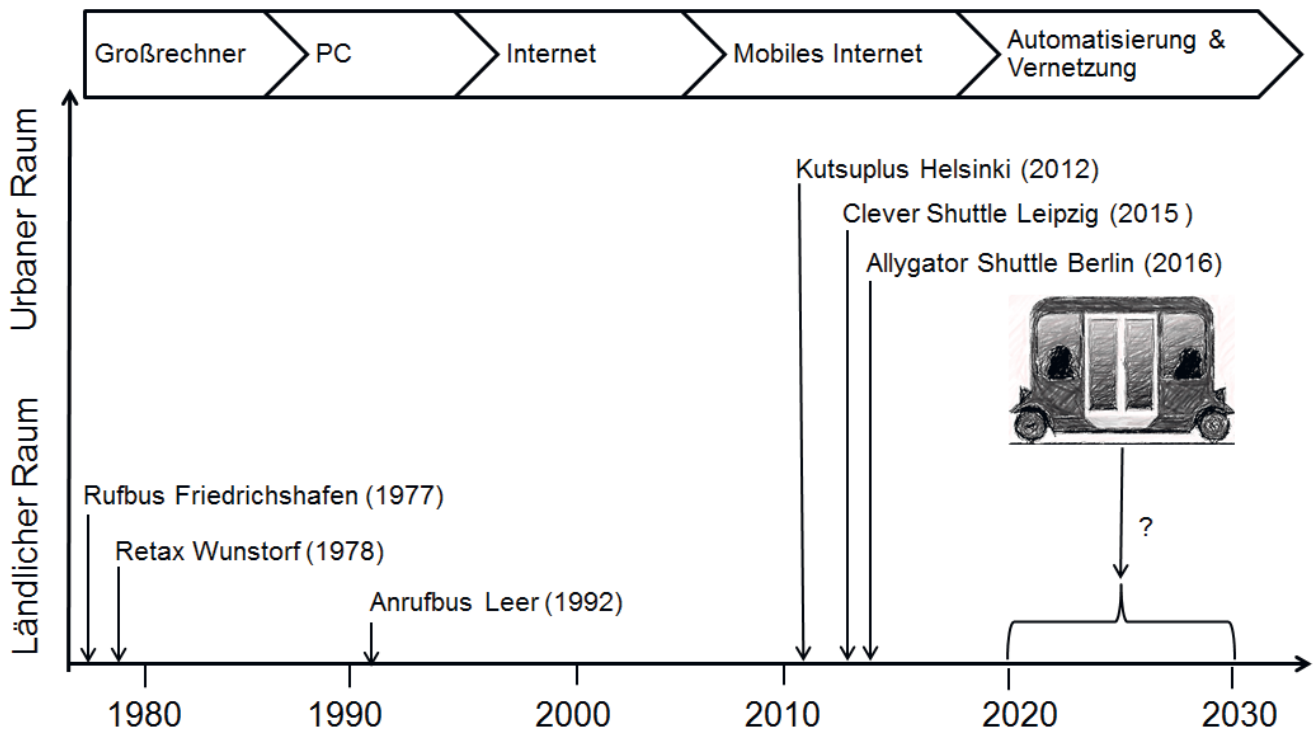 Großrechner
PC
Internet
Mobiles Internet
Automatisierung &
Vernetzung
Urbaner Raum
Ländlicher Raum
Kutsuplus Helsinki (2012)
Clever Shuttle Leipzig (2015 )
Allygator Shuttle Berlin (2016)
Rufbus Friedrichshafen (1977)
Retax Wunstorf (1978)
Anrufbus Leer (1992)
?
1980
1990
2000
2010
2020
2030